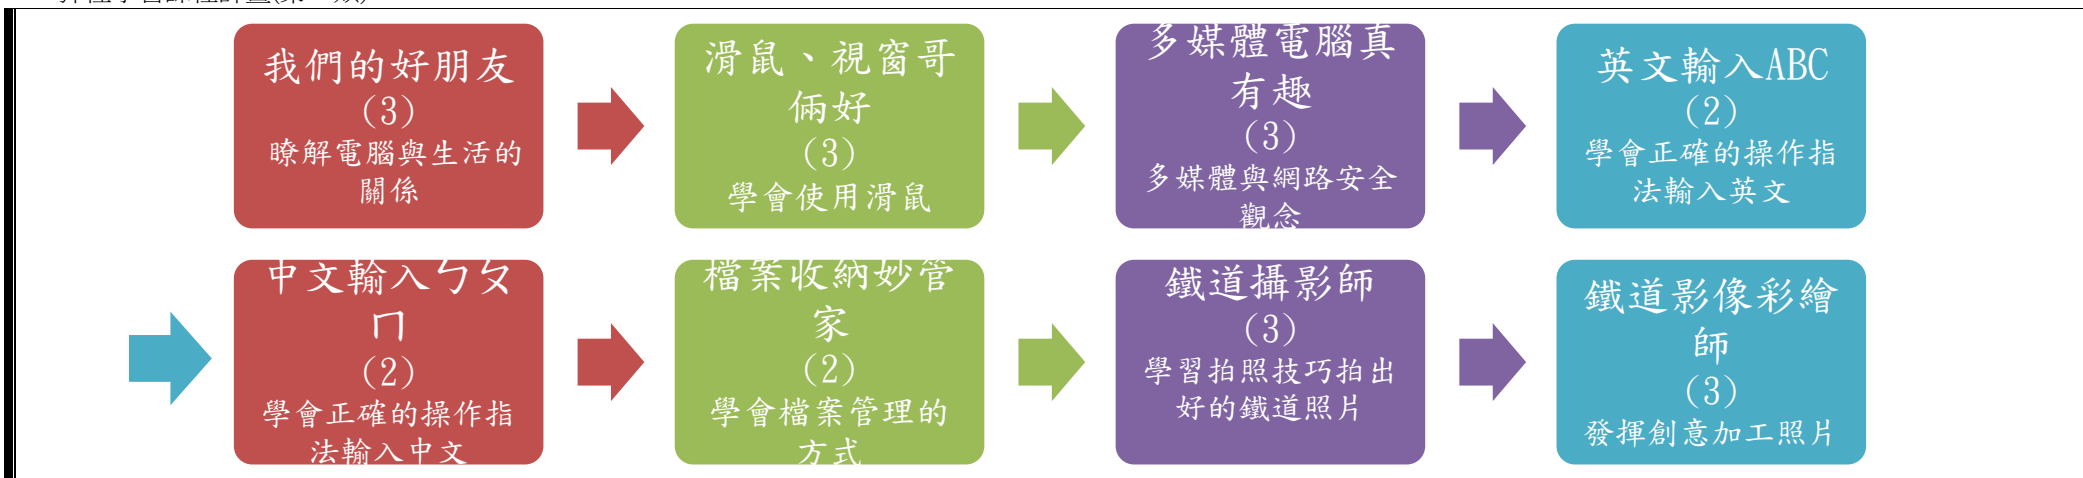 我們的好朋友
(3)
瞭解電腦與生活的
關係
滑鼠、視窗哥
倆好
(3)
學會使用滑鼠
多媒體電腦真
有趣
(3)
多媒體與網路安全
觀念
英文輸入ABC
(2)
學會正確的操作指
法輸入英文
中文輸入ㄅㄆ
ㄇ
(2)
學會正確的操作指
法輸入中文
檔案收納妙管
家
(2)
學會檔案管理的
方式
鐵道攝影師
(3)
學習拍照技巧拍出
好的鐵道照片
鐵道影像彩繪
師
(3)
發揮創意加工照片